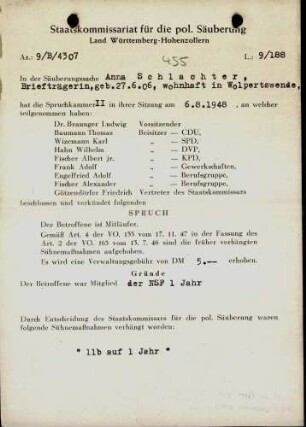 Staatskommissariat für die pol. Säuberung
Land Württemberg-Hohenzollern
Az.: 9/B/4307
L.: 9/188
455
In der Säuberungssache Anna Schlachter,
Briefträgerin, geb.27.6.06, wohnhaft in Wolpertswende,
hat die Spruchkammer II in ihrer Sitzung am 6.8.1948 , an welcher
teilgenommen haben:
Dr. Beauger Ludwig Vorsitzender
Baumann Thomas Beisitzer — CDU,
Wizemann Karl „ — SPD,
Hahn Wilhelm „ — DVP,
Fischer Albert jr. „ — KPD,
Frank Adolf „ — Gewerkschaften,
Engelfried Adolf „ — Berufsgruppe,
Fischer Alexander „ — Berufsgruppe,
Götzendörfer Friedrich Vertreter des Staatskommissars
beschlossen und verkündet folgenden
SPRUCH
Der Betroffene ist Mitläufer.
Gemäß Art. 4 der VO. 133 vom 17. 11. 47 in der Fassung des
Art. 2 der VO. 165 vom 13. 7. 48 sind die früher verhängten
Sühnemaßnahmen aufgehoben.
Es wird eine Verwaltungsgebühr von DM 5.-- erhoben.
Gründe
Der Betroffene war Mitglied der NSF 1 Jahr
Durch Entscheidung des Staatskommissars für die pol. Säuberung waren
folgende Sühnemaßnahmen verhängt worden:
" 11b auf 1 Jahr "